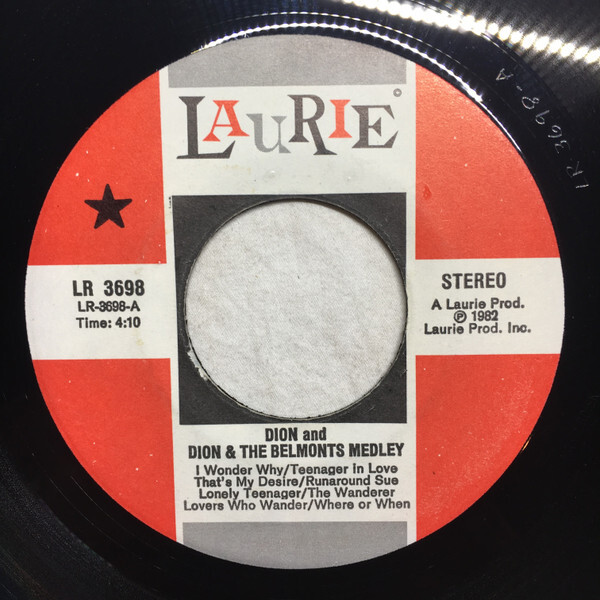 LAURIE ©
LR 3698
LR-3698-A
Time: 4:10
STEREO
A Laurie Prod.
℗ 1982
Laurie Prod. Inc.
DION and
DION & THE BELMONTS MEDLEY
I Wonder Why/Teenager In Love
That's My Desire/Runaround Sue
Lonely Teenager/The Wanderer
Lovers Who Wander/Where or When
LR 3698-A